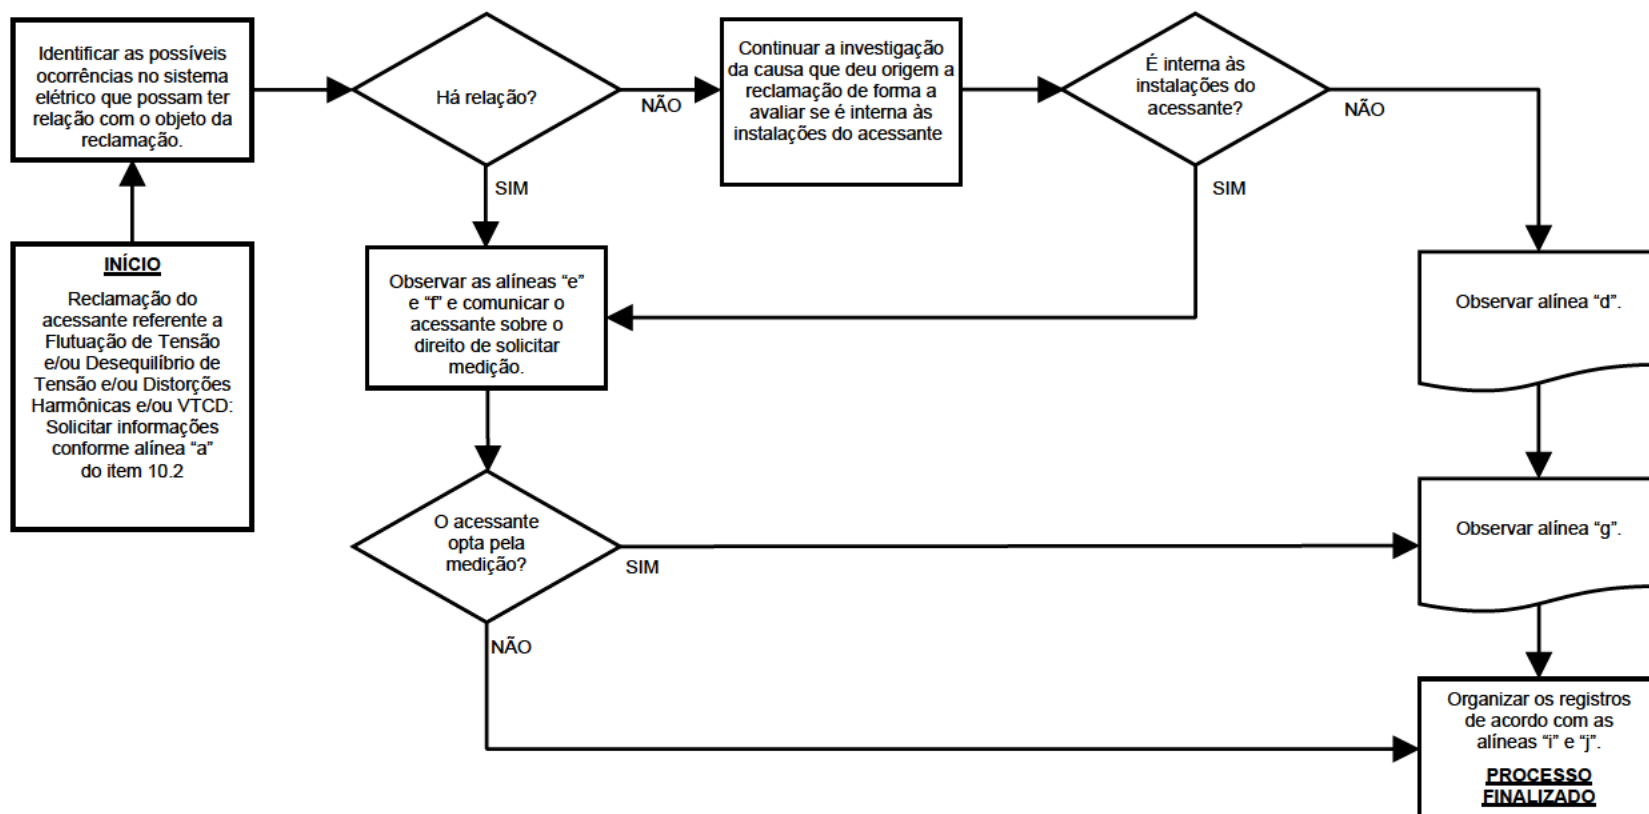 Identificar as possíveis
ocorrências no sistema
elétrico que possam ter
relação com o objeto da
reclamação.
Há relação?
NÃO
SIM
Continuar a investigação
da causa que deu origem a
reclamação de forma a
avaliar se é interna às
instalações do acessante
É interna às
instalações do
acessante?
NÃO
SIM
INÍCIO
Reclamação do
acessante referente a
Flutuação de Tensão
e/ou Desequilíbrio de
Tensão e/ou Distorções
Harmônicas e/ou VTCD:
Solicitar informações
conforme alínea “a”
do item 10.2
Observar as alíneas “e”
e “f” e comunicar o
acessante sobre o
direito de solicitar
medição.
Observar alínea “d”.
O acessante
opta pela
medição?
SIM
NÃO
Observar alínea “g”.
Organizar os registros
de acordo com as
alíneas “i” e “j”.
PROCESSO
FINALIZADO